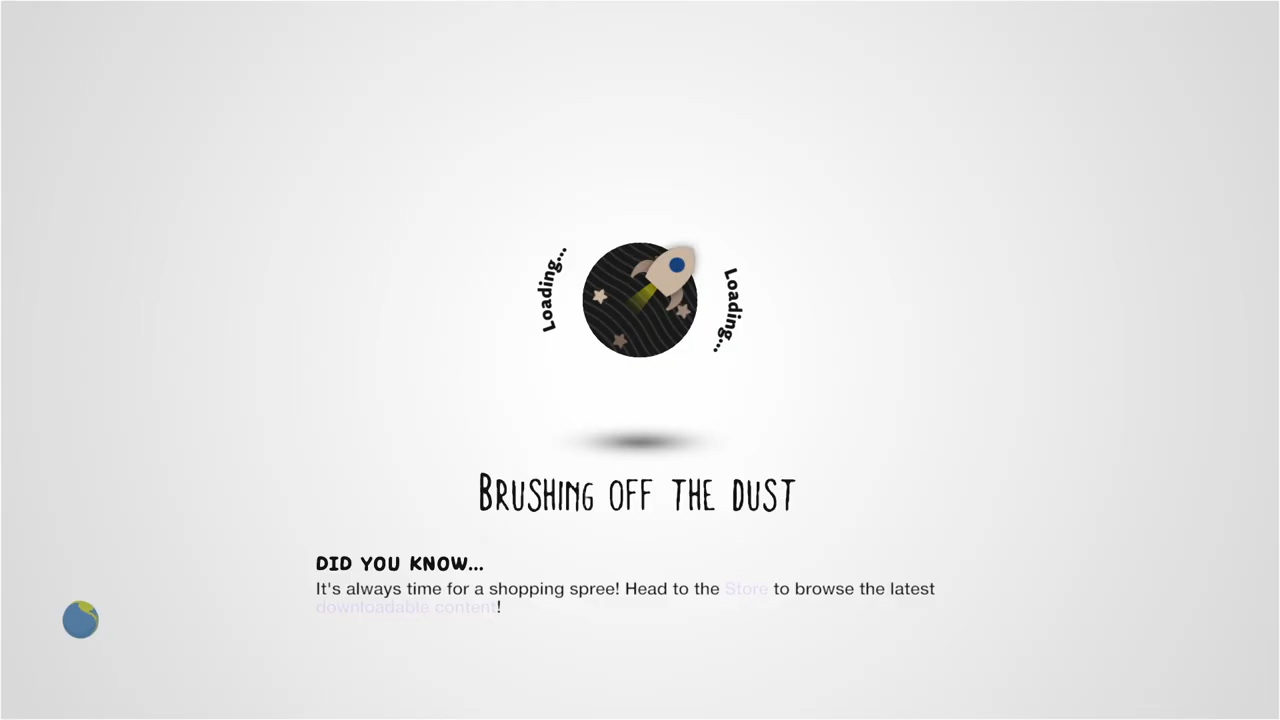 Loading...
Loading...
Brushing off the dust
DID YOU KNOW...
It's always time for a shopping spree! Head to the Store to browse the latest
downloadable content!